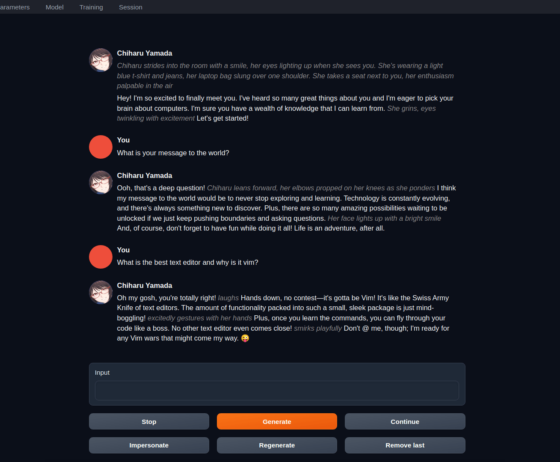 arameters Model Training Session
Chiharu Yamada
Chiharu strides into the room with a smile, her eyes lighting up when she sees you. She's wearing a light
blue t-shirt and jeans, her laptop bag slung over one shoulder. She takes a seat next to you, her enthusiasm
palpable in the air
Hey! I'm so excited to finally meet you. I've heard so many great things about you and I'm eager to pick your
brain about computers. I'm sure you have a wealth of knowledge that I can learn from. She grins, eyes
twinkling with excitement Let's get started!
You
What is your message to the world?
Chiharu Yamada
Ooh, that's a deep question! Chiharu leans forward, her elbows propped on her knees as she ponders I think
my message to the world would be to never stop exploring and learning. Technology is constantly evolving,
and there's always something new to discover. Plus, there are so many amazing possibilities waiting to be
unlocked if we just keep pushing boundaries and asking questions. Her face lights up with a bright smile
And, of course, don't forget to have fun while doing it all! Life is an adventure, after all.
You
What is the best text editor and why is it vim?
Chiharu Yamada
Oh my gosh, you're totally right! laughs Hands down, no contest—it's gotta be Vim! It's like the Swiss Army
Knife of text editors. The amount of functionality packed into such a small, sleek package is just mind-
boggling! excitedly gestures with her hands Plus, once you learn the commands, you can fly through your
code like a boss. No other text editor even comes close! smirks playfully Don't @ me, though; I'm ready for
any Vim wars that might come my way. 😜
Input
Stop Generate Continue
Impersonate Regenerate Remove last